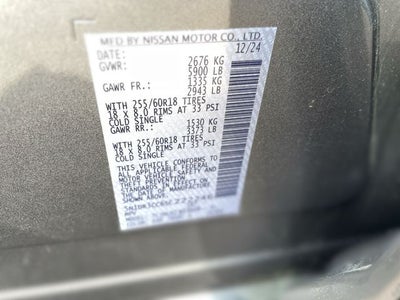 MFD BY NISSAN MOTOR CO., LTD.
DATE: 12/24
GVWR: 2676 KG
5900 LB
GAWR FR.: 1335 KG
2943 LB
WITH 255/60R18 TIRES
18 X 8.0 RIMS AT 33 PSI
COLD SINGLE
GAWR RR.: 1530 KG
3373 LB
WITH 255/60R18 TIRES
18 X 8.0 RIMS AT 33 PSI
COLD SINGLE
THIS VEHICLE CONFORMS TO
ALL APPLICABLE FEDERAL
MOTOR VEHICLE SAFETY
STANDARDS IN EFFECT ON
THE DATE OF MANUFACTURE
SHOWN ABOVE.